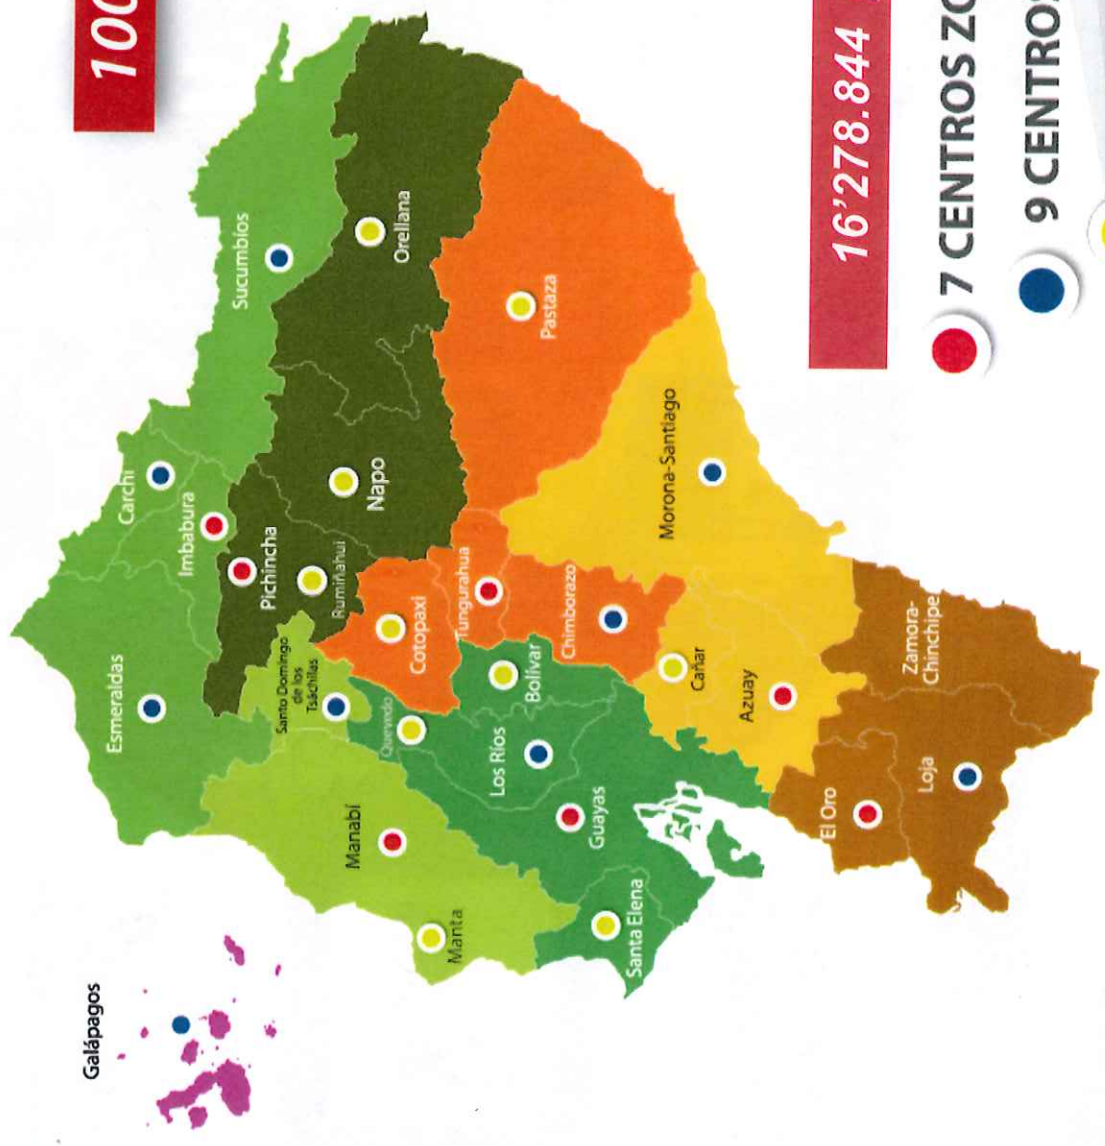 Galápagos
100
Esmeraldas
Carchi
Imbabura
Sucumbíos
Pichincha
Santo Domingo
de los
Tsáchilas
Rumiñahui
Manabí
Napo
Quevedo
Orellana
Cotopaxi
Manta
Tungurahua
Los Ríos
Bolívar
Pastaza
Chimborazo
Guayas
Santa Elena
Morona-Santiago
Cañar
Azuay
El Oro
Zamora-
Chinchipe
Loja
16’278.844
7 CENTROS ZO
9 CENTROS